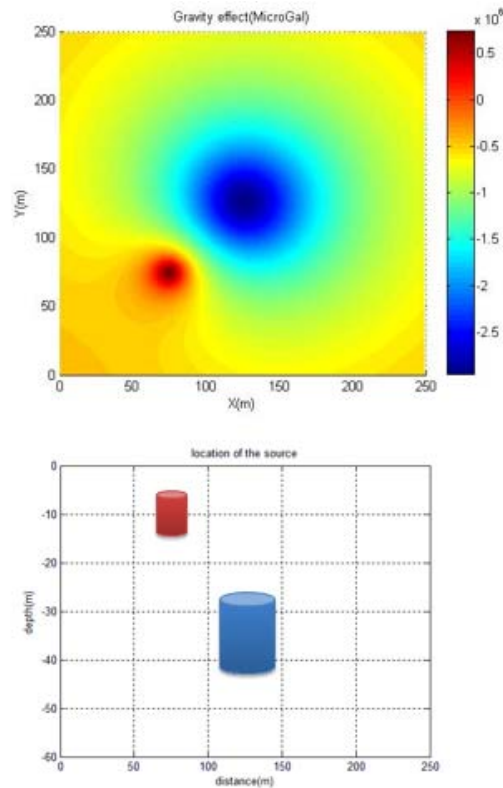 Gravity effect(MicroGal)
x 10⁶
250
200
150
100
50
0
Y(m)
0 50 100 150 200 250
X(m)
0.5
0
-0.5
-1
-1.5
-2
-2.5
location of the source
0
-10
-20
-30
-40
-50
-60
depth(m)
0 50 100 150 200 250
distance(m)